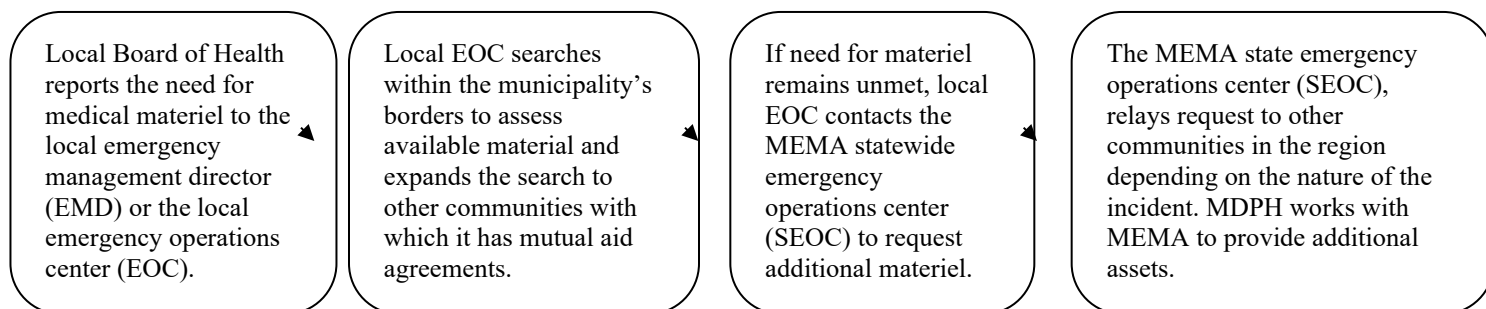 Local Board of Health
reports the need for
medical materiel to the
local emergency
management director
(EMD) or the local
emergency operations
center (EOC).
Local EOC searches
within the municipality’s
borders to assess
available material and
expands the search to
other communities with
which it has mutual aid
agreements.
If need for materiel
remains unmet, local
EOC contacts the
MEMA statewide
emergency
operations center
(SEOC) to request
additional materiel.
The MEMA state emergency
operations center (SEOC),
relays request to other
communities in the region
depending on the nature of the
incident. MDPH works with
MEMA to provide additional
assets.